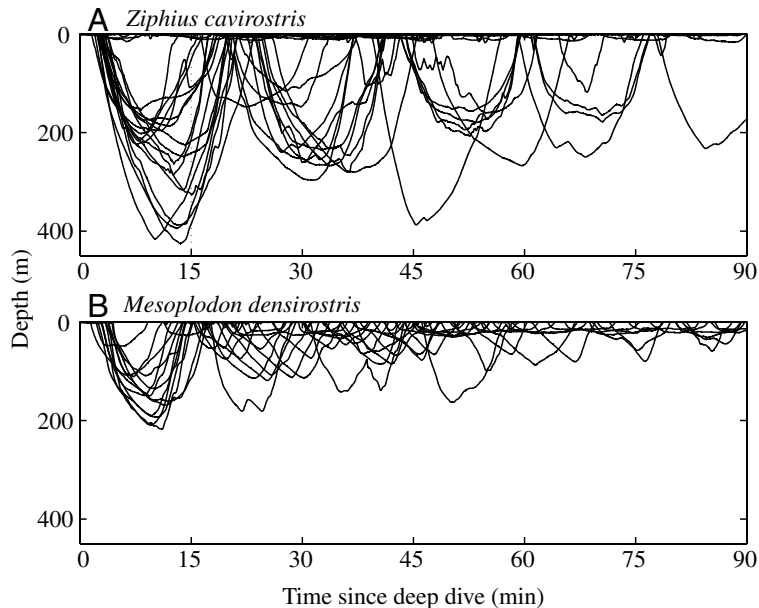 A Ziphius cavirostris
0
200
400
0 15 30 45 60 75 90
B Mesoplodon densirostris
0
200
400
0 15 30 45 60 75 90
Depth (m)
Time since deep dive (min)